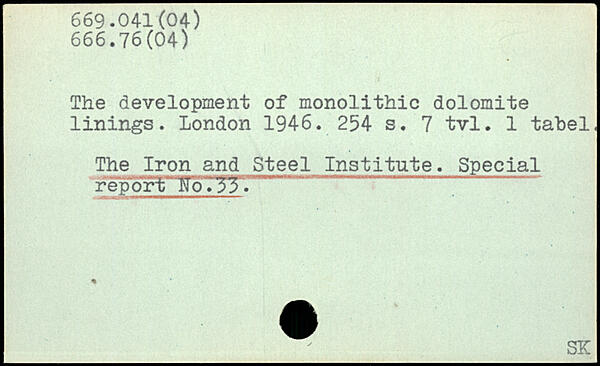 669.041(04)
666.76(04)
The development of monolithic dolomite
linings. London 1946. 254 s. 7 tvl. 1 tabel.
The Iron and Steel Institute. Special
report No.33.
SK